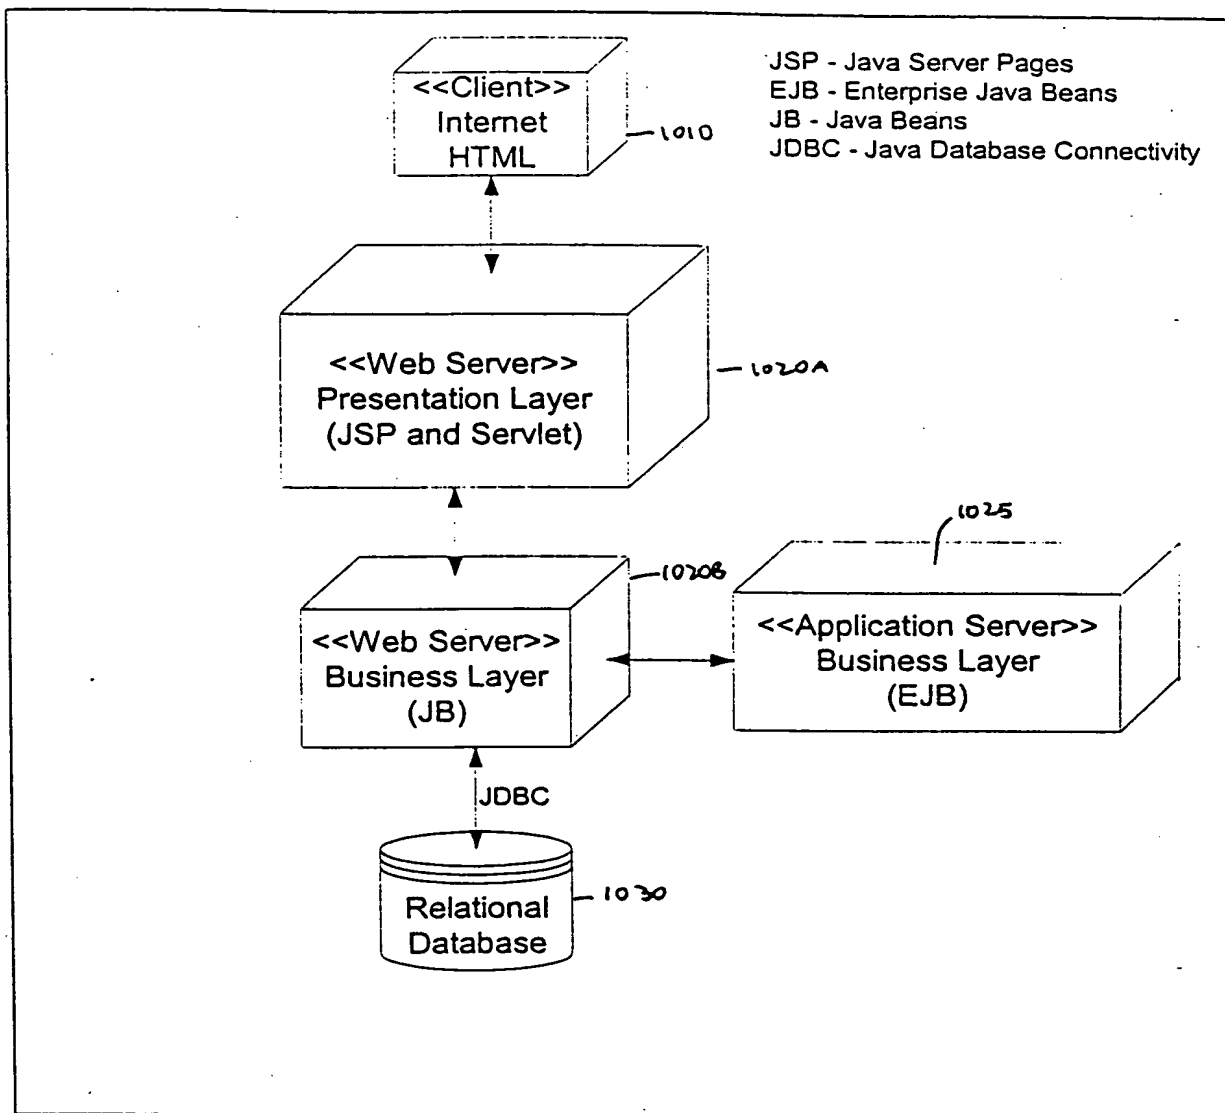 <<Client>>
Internet
HTML
1010
JSP - Java Server Pages
EJB - Enterprise Java Beans
JB - Java Beans
JDBC - Java Database Connectivity
<<Web Server>>
Presentation Layer
(JSP and Servlet)
1020A
<<Web Server>>
Business Layer
(JB)
1020B
1025
<<Application Server>>
Business Layer
(EJB)
JDBC
Relational
Database
1030